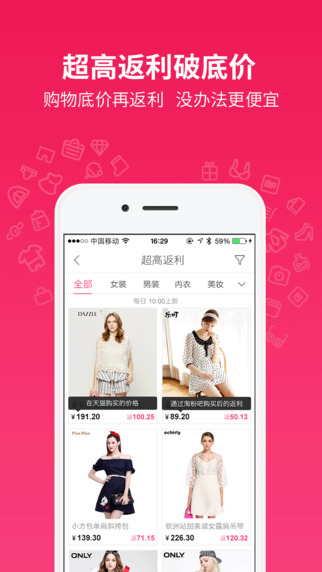 超高返利破底价
购物底价再返利 没办法更便宜
中国移动 16:29 59%
超高返利
全部 女装 男装 内衣 美妆
每日 10:00上新
DAZZLE
乐町
在天猫购买的价格
通过淘粉吧购买后的返利
¥ 191.20 返100.25
¥ 89.20 返50.13
Five Plus
ochirly
小方包单肩斜挎包
欧洲站甜美淑女露肩吊带
¥ 139.30 返71.15
¥ 226.30 返120.32
ONLY
ONLY